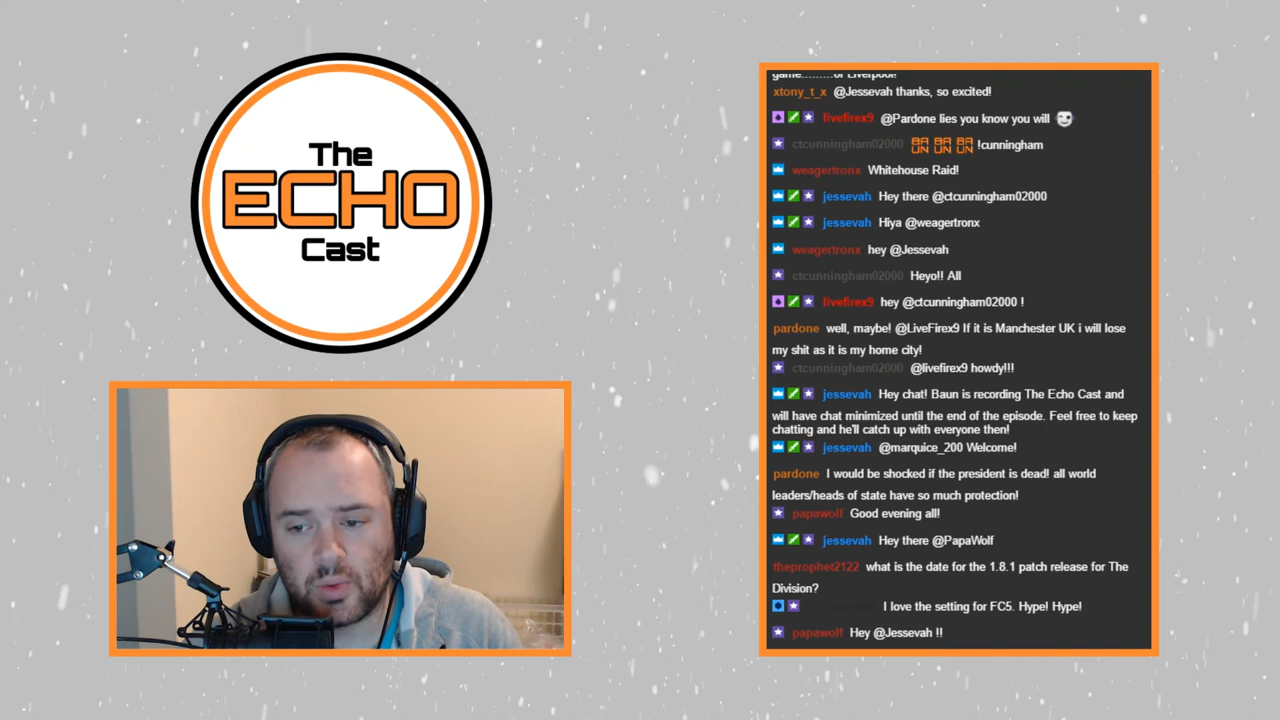 The
ECHO
Cast
xtony_t_x @Jessevah thanks, so excited!
livefirex9 @Pardone lies you know you will
ctcunningham02000 BAUN BAUN BAUN !cunningham
weagertronx Whitehouse Raid!
jessevah Hey there @ctcunningham02000
jessevah Hiya @weagertronx
weagertronx hey @Jessevah
ctcunningham02000 Heyo!! All
livefirex9 hey @ctcunningham02000 !
pardone well, maybe! @LiveFirex9 If it is Manchester UK i will lose
my shit as it is my home city!
ctcunningham02000 @livefirex9 howdy!!!
jessevah Hey chat! Baun is recording The Echo Cast and
will have chat minimized until the end of the episode. Feel free to keep
chatting and he'll catch up with everyone then!
jessevah @marquice_200 Welcome!
pardone I would be shocked if the president is dead! all world
leaders/heads of state have so much protection!
papawolf Good evening all!
jessevah Hey there @PapaWolf
theprophet2122 what is the date for the 1.8.1 patch release for The
Division?
I love the setting for FC5. Hype! Hype!
papawolf Hey @Jessevah !!